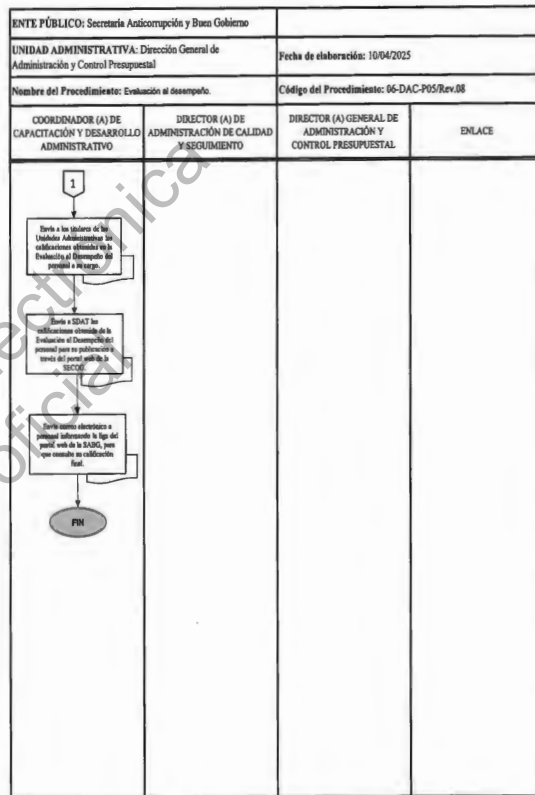 ENTE PÚBLICO: Secretaría Anticorrupción y Buen Gobierno
UNIDAD ADMINISTRATIVA: Dirección General de
Administración y Control Presupuestal
Fecha de elaboración: 10/04/2025
Nombre del Procedimiento: Evaluación al desempeño.
Código del Procedimiento: 06-DAC-P05/Rev.08
COORDINADOR (A) DE
CAPACITACIÓN Y DESARROLLO
ADMINISTRATIVO
DIRECTOR (A) DE
ADMINISTRACIÓN DE CALIDAD
Y SEGUIMIENTO
DIRECTOR (A) GENERAL DE
ADMINISTRACIÓN Y
CONTROL PRESUPUESTAL
ENLACE
1
Envía a los titulares de las
Unidades Administrativas las
calificaciones obtenidas en la
Evaluación al Desempeño del
personal a su cargo.
Envía a SDAT las
calificaciones obtenida de la
Evaluación al Desempeño del
personal para su publicación a
través del portal web de la
SECOG.
Envía correo electrónico a
personal informando la liga del
portal web de la SABG, para
que consulte su calificación
final.
FIN
electrónica
oficial